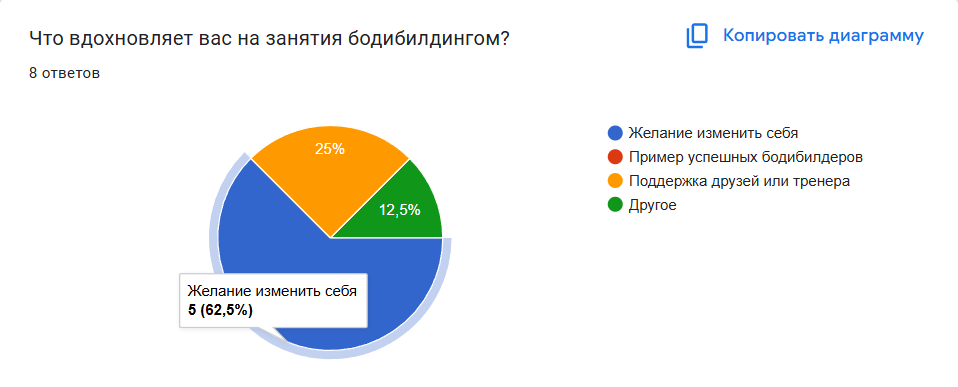 Что вдохновляет вас на занятия бодибилдингом?
Копировать диаграмму
8 ответов
Желание изменить себя
Пример успешных бодибилдеров
Поддержка друзей или тренера
Другое
25%
12,5%
Желание изменить себя
5 (62,5%)